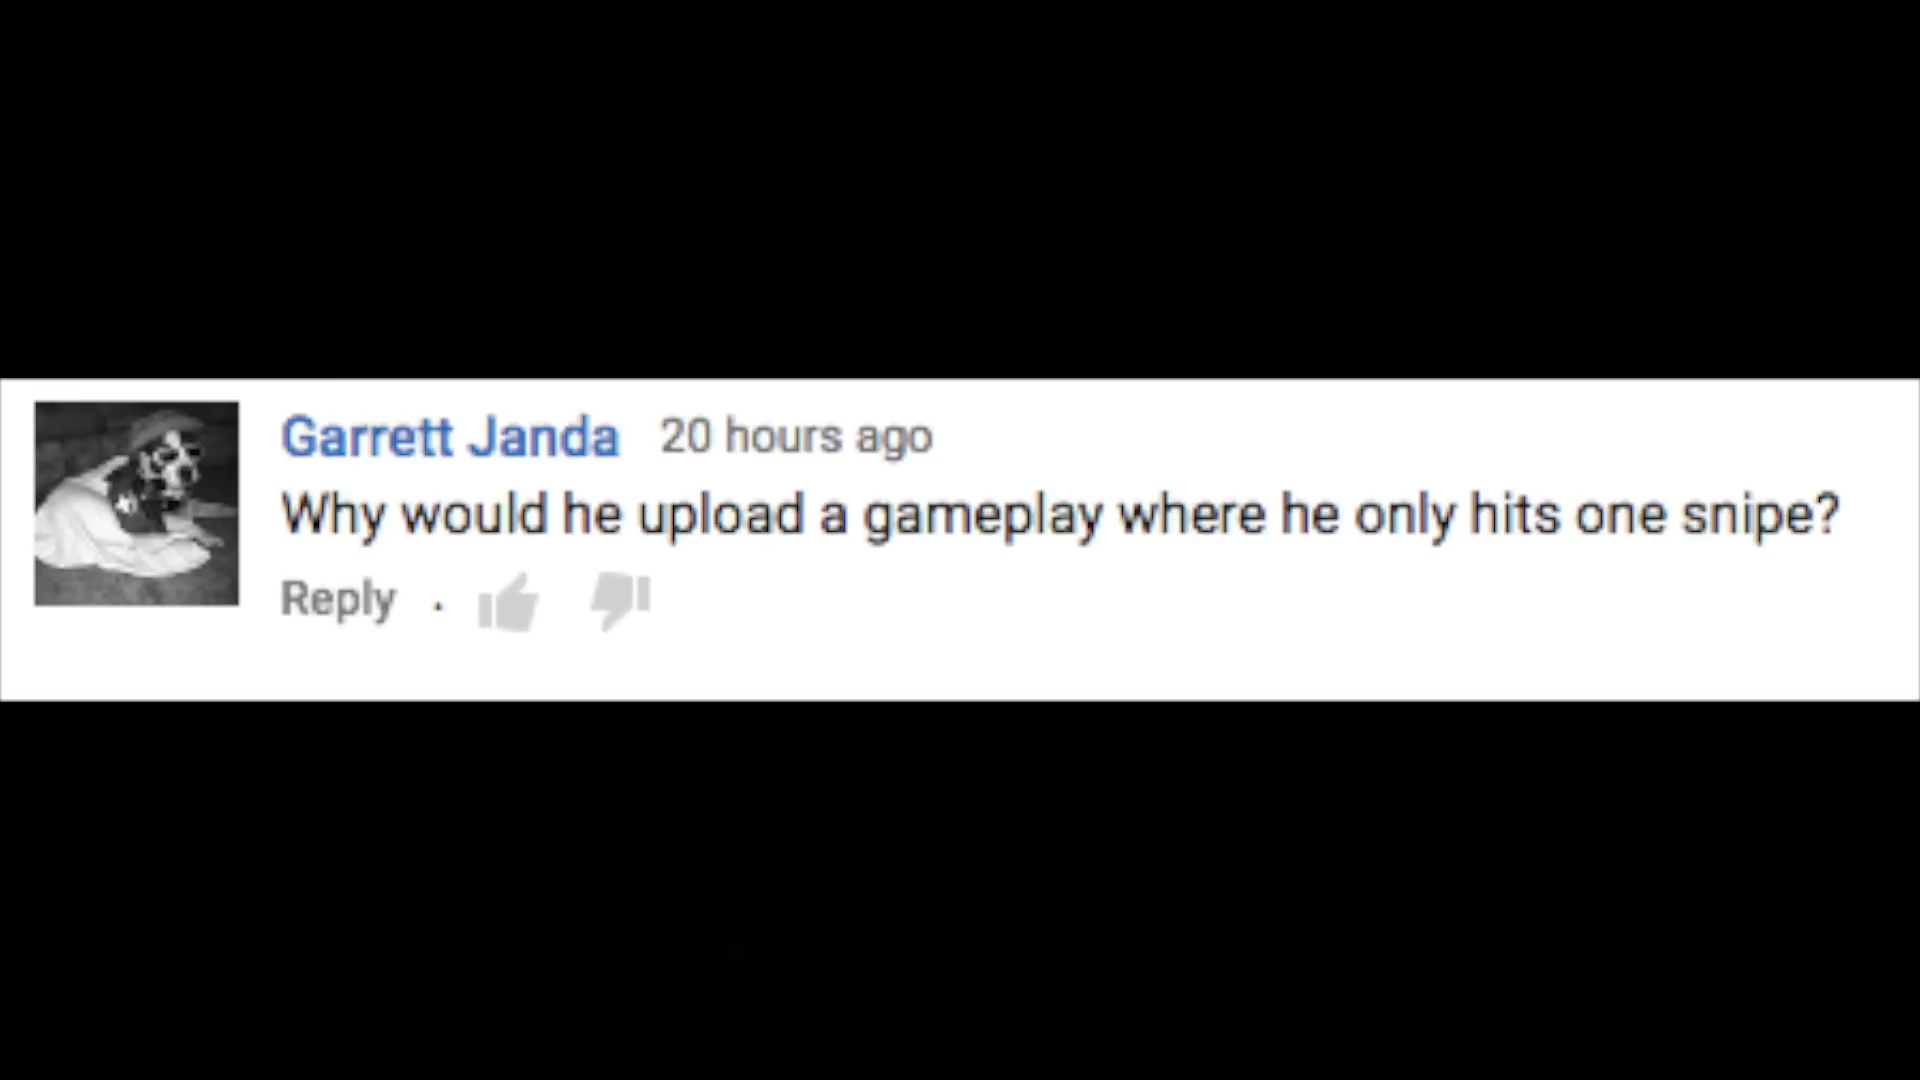 Garrett Janda 20 hours ago
Why would he upload a gameplay where he only hits one snipe?
Reply .